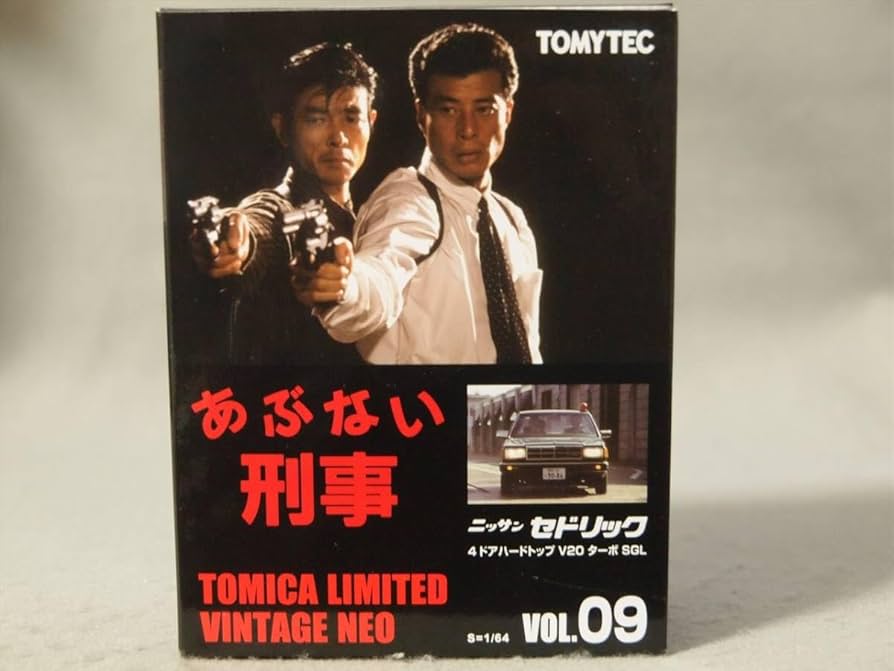 TOMYTEC
あぶない
刑事
ニッサン セドリック
4ドアハードトップ V20 ターボ SGL
TOMICA LIMITED
VINTAGE NEO
S=1/64 VOL.09